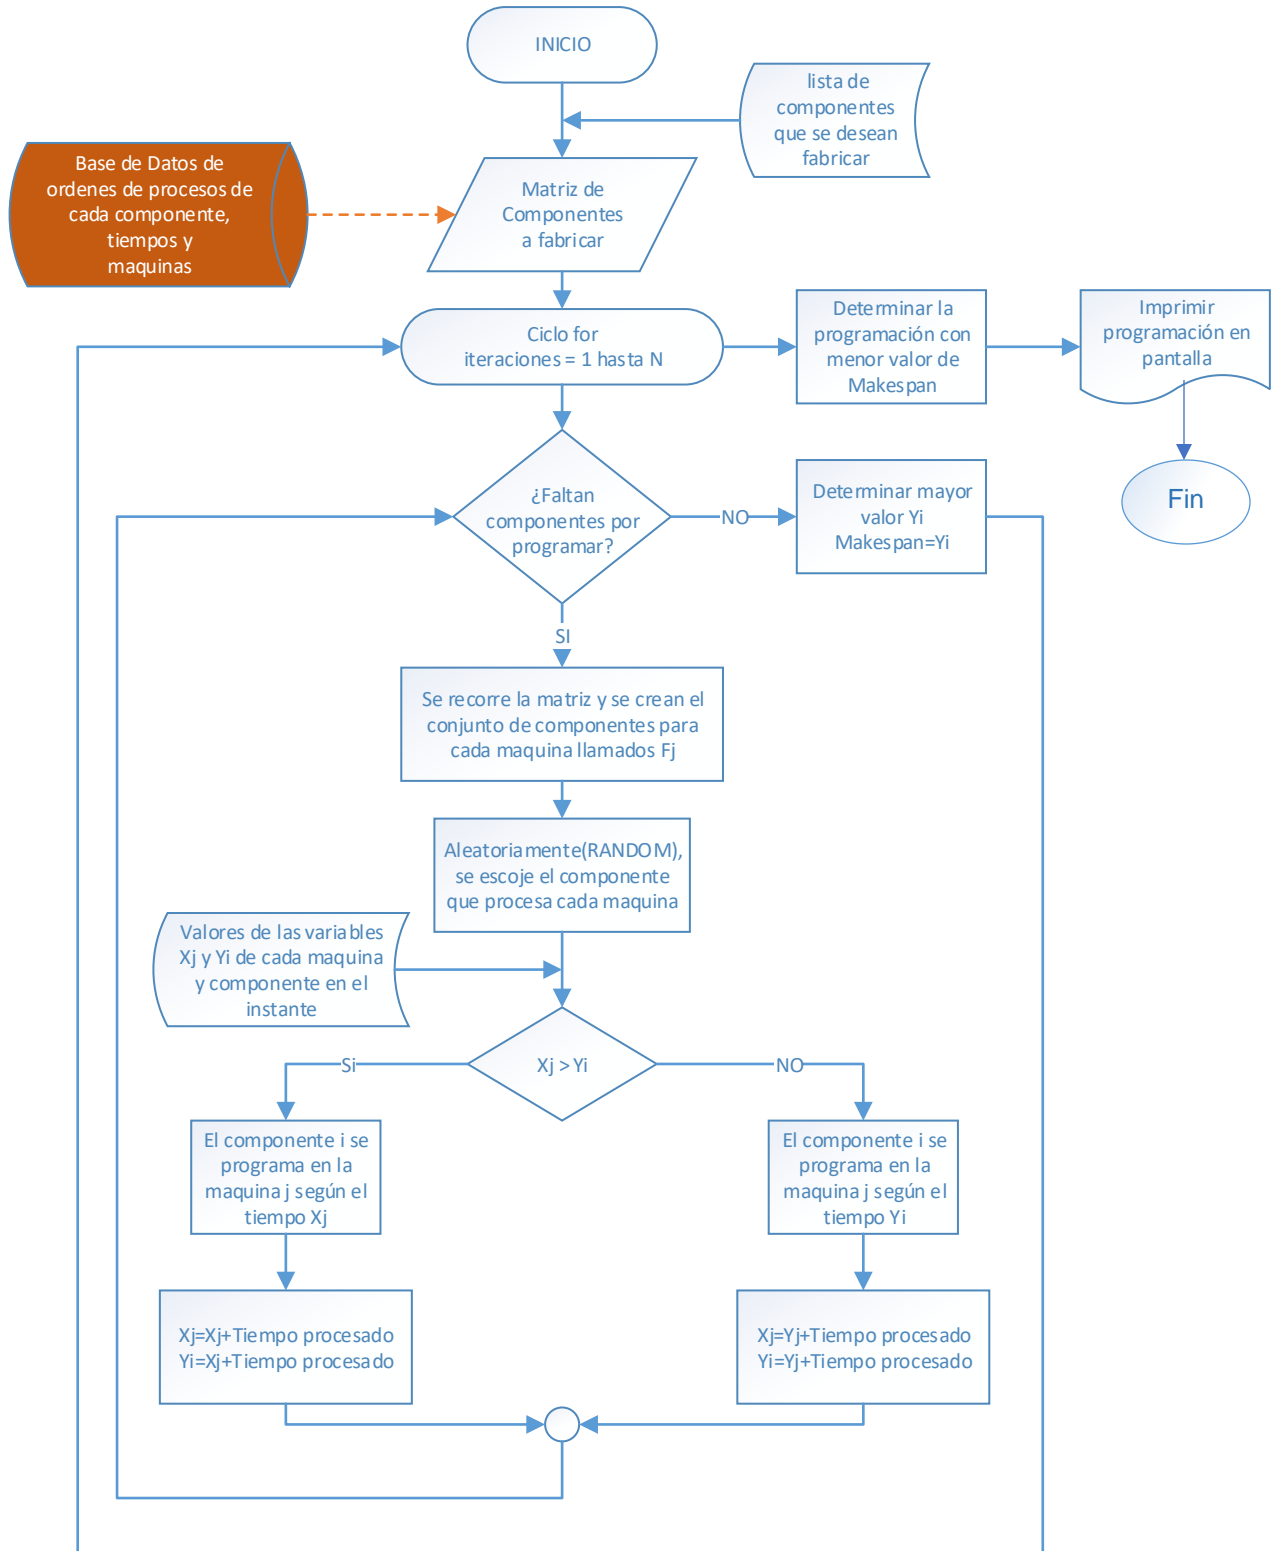 INICIO
lista de
componentes
que se desean
fabricar
Base de Datos de
ordenes de procesos de
cada componente,
tiempos y
maquinas
Matriz de
Componentes
a fabricar
Ciclo for
iteraciones = 1 hasta N
Determinar la
programación con
menor valor de
Makespan
Imprimir
programación en
pantalla
¿Faltan
componentes por
programar?
NO
Determinar mayor
valor Yi
Makespan=Yi
Fin
SI
Se recorre la matriz y se crean el
conjunto de componentes para
cada maquina llamados Fj
Aleatoriamente(RANDOM),
se escoje el componente
que procesa cada maquina
Valores de las variables
Xj y Yi de cada maquina
y componente en el
instante
Xj > Yi
Si
NO
El componente i se
programa en la
maquina j según el
tiempo Xj
El componente i se
programa en la
maquina j según el
tiempo Yi
Xj=Xj+Tiempo procesado
Yi=Xj+Tiempo procesado
Xj=Yj+Tiempo procesado
Yi=Yj+Tiempo procesado